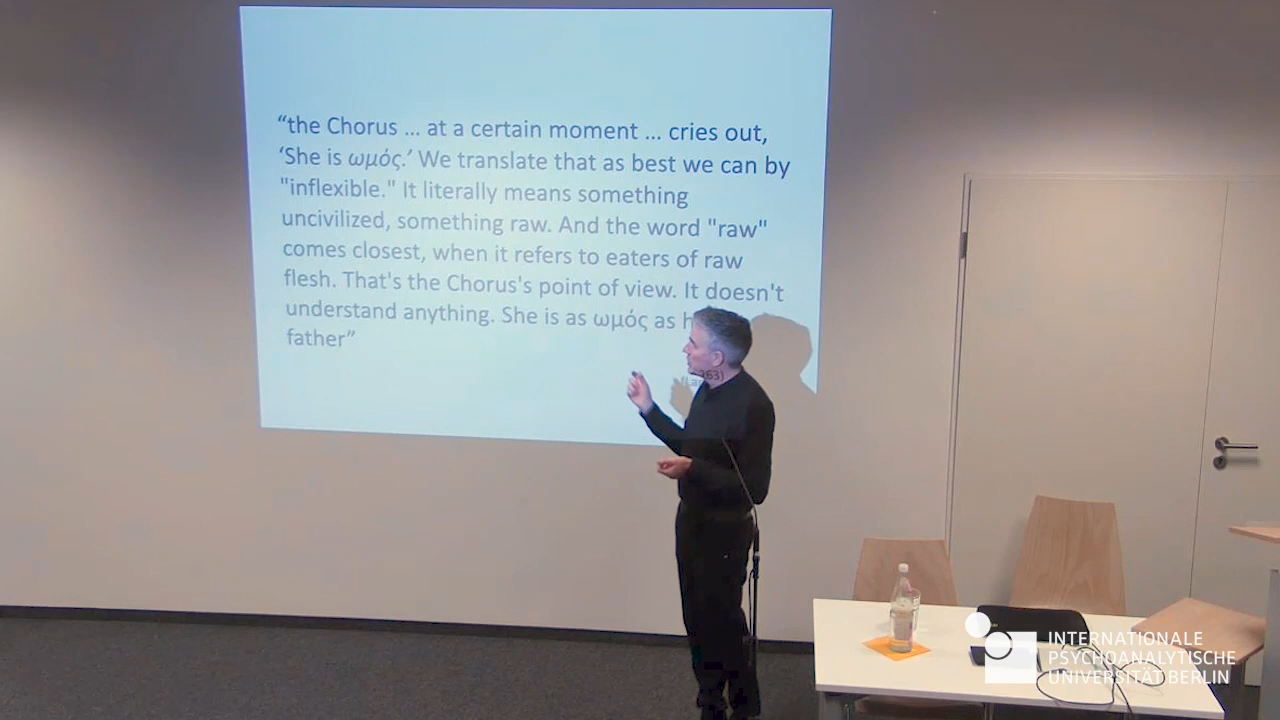 “the Chorus ... at a certain moment ... cries out,
‘She is ωμός.’ We translate that as best we can by
"inflexible." It literally means something
uncivilized, something raw. And the word "raw"
comes closest, when it refers to eaters of raw
flesh. That's the Chorus's point of view. It doesn't
understand anything. She is as ωμός as
father”
263)
INTERNATIONALE
PSYCHOANALYTISCHE
UNIVERSITÄT BERLIN